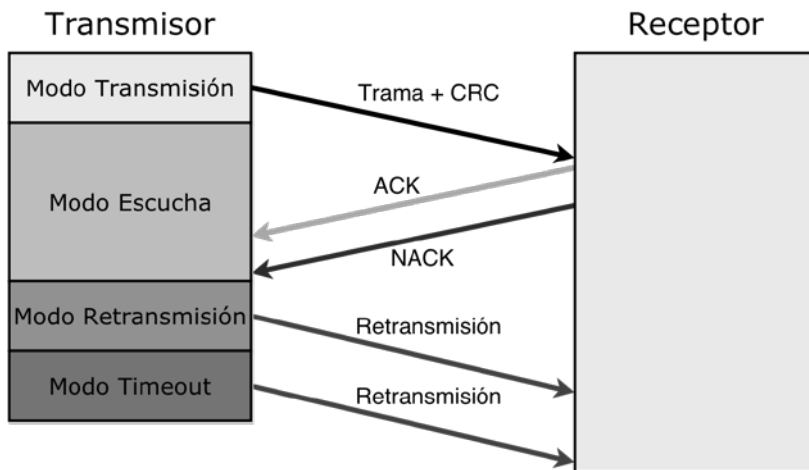 Transmisor
Receptor
Modo Transmisión
Trama + CRC
ACK
Modo Escucha
NACK
Modo Retransmisión
Retransmisión
Modo Timeout
Retransmisión